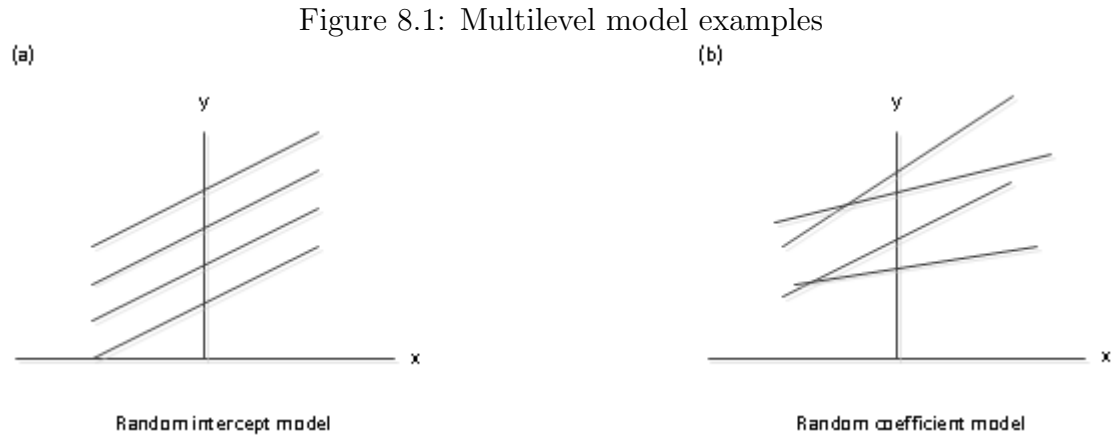 Figure 8.1: Multilevel model examples
(a)
y
x
Random intercept model
(b)
y
x
Random coefficient model